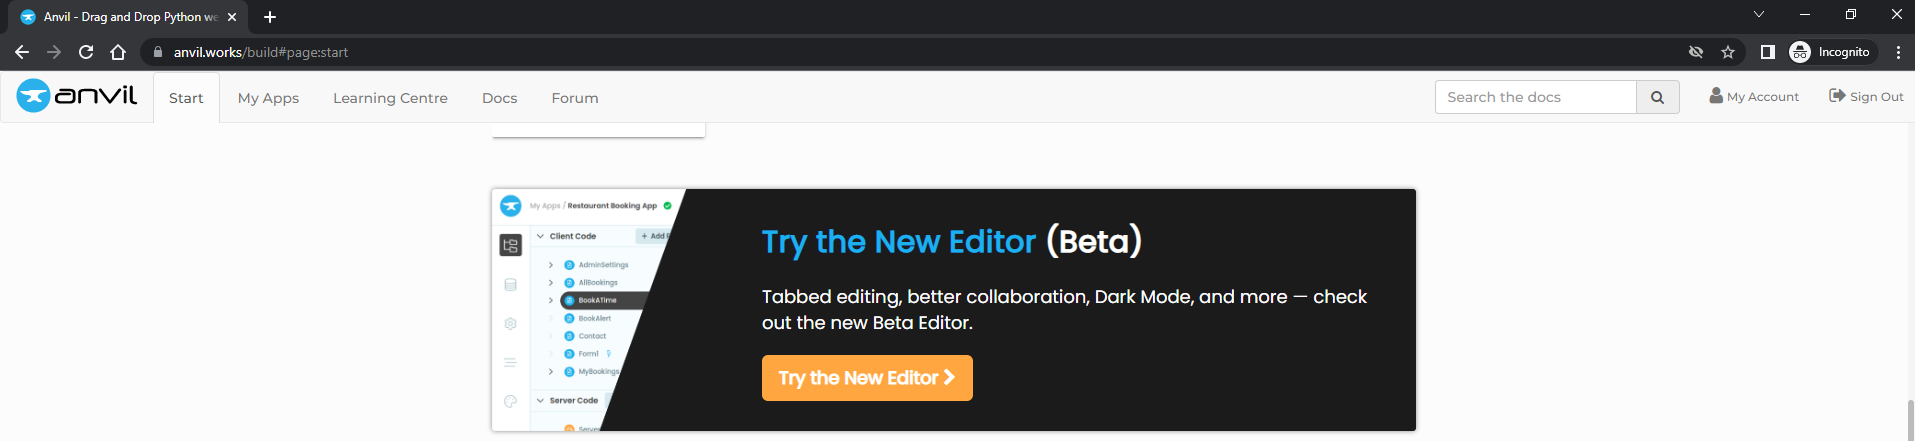 Anvil - Drag and Drop Python we
anvil.works/build#page:start
Incognito
anvil
Start
My Apps
Learning Centre
Docs
Forum
Search the docs
My Account
Sign Out
My Apps / Restaurant Booking App
Client Code
+ Add F
AdminSettings
AllBookings
BookATime
BookAlert
Contact
Form1
MyBookings
Server Code
Server
Try the New Editor (Beta)
Tabbed editing, better collaboration, Dark Mode, and more — check
out the new Beta Editor.
Try the New Editor